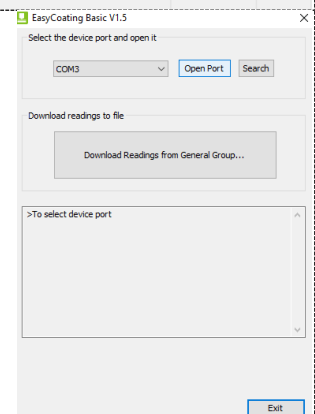 EasyCoating Basic V1.5
Select the device port and open it
COM3
Open Port
Search
Download readings to file
Download Readings from General Group...
>To select device port
Exit